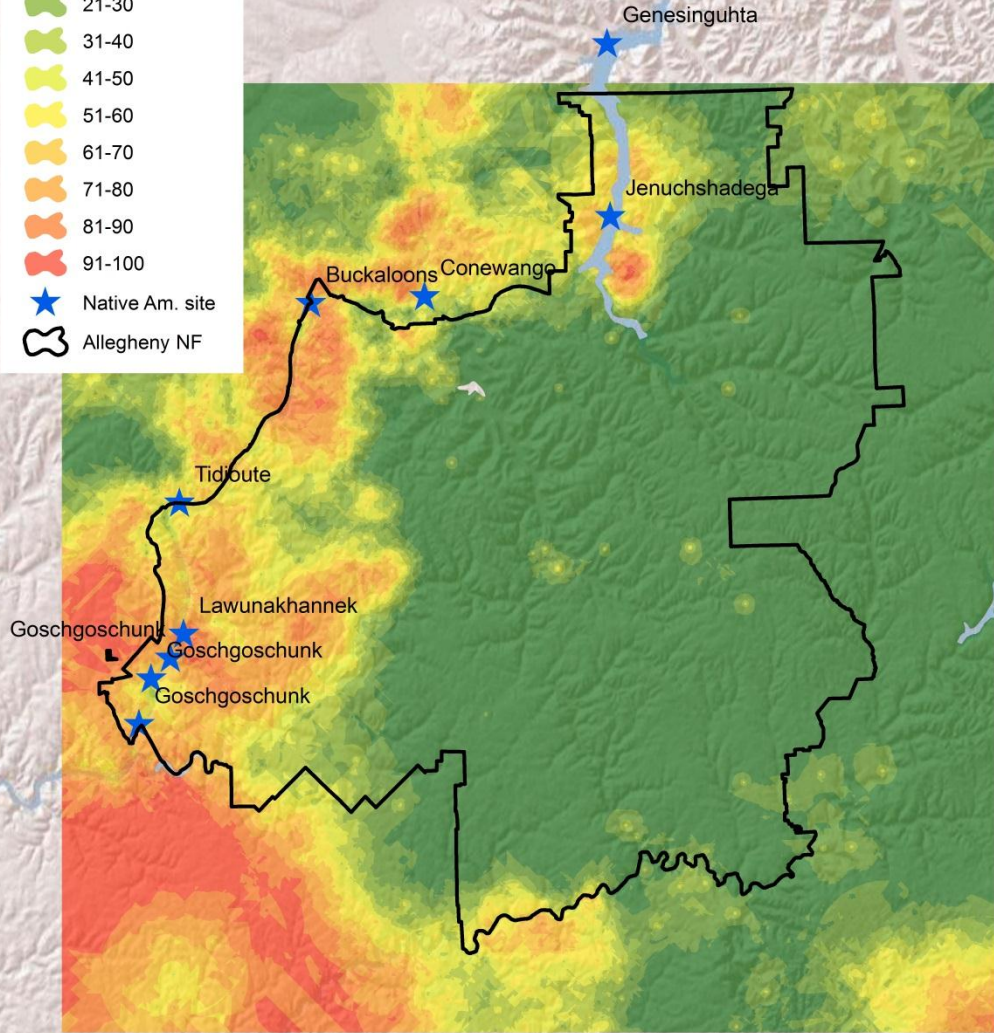 21-30
31-40
41-50
51-60
61-70
71-80
81-90
91-100
Native Am. site
Allegheny NF
Genesinguhta
Jenuchshadega
Buckaloons
Conewango
Tidioute
Lawunakhannek
Goschgoschunk
Goschgoschunk
Goschgoschunk